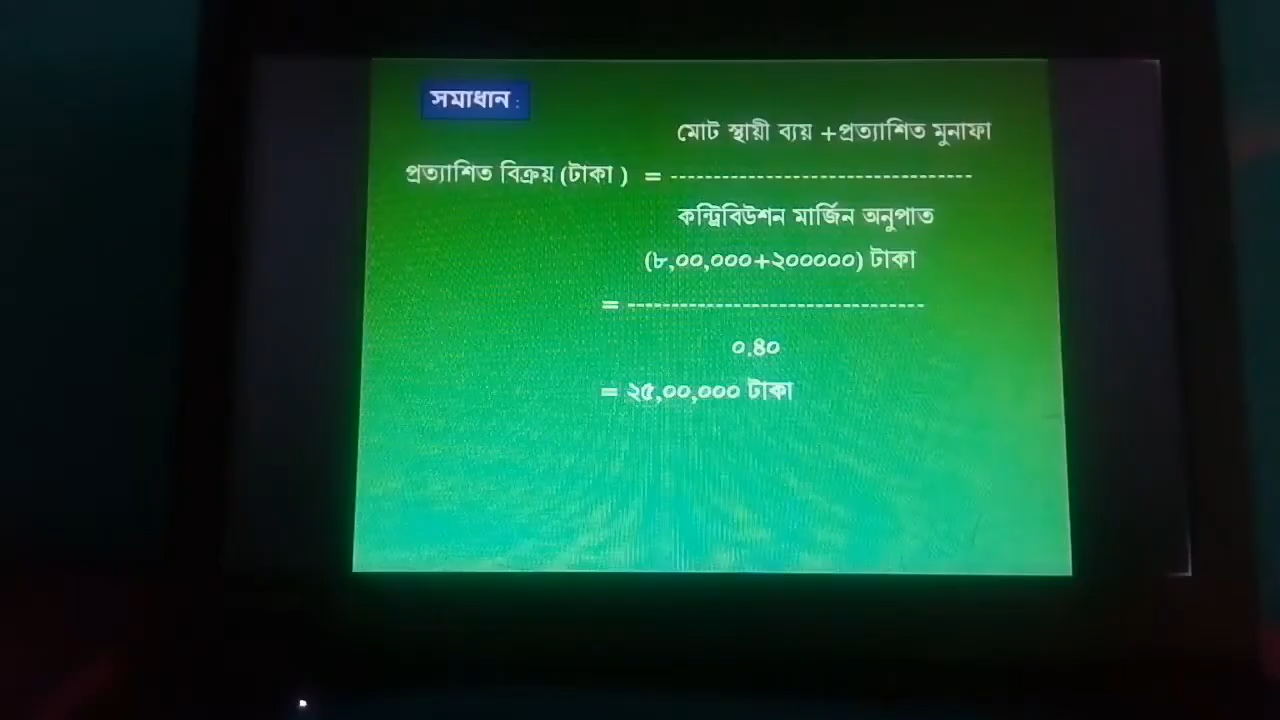 সমাধান :
মোট স্থায়ী ব্যয় +প্রত্যাশিত মুনাফা
প্রত্যাশিত বিক্রয় (টাকা ) = ----------------------------------
কন্ট্রিবিউশন মার্জিন অনুপাত
(৮,০০,০০০+২০০০০০) টাকা
= ----------------------------------
০.৪০
= ২৫,০০,০০০ টাকা